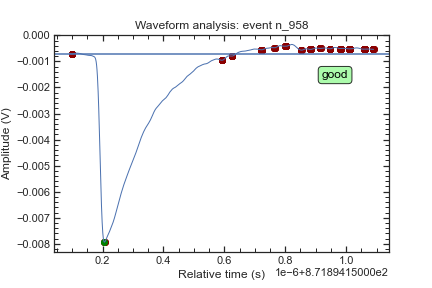 Waveform analysis: event n_958
0.000
−0.001
−0.002
−0.003
−0.004
−0.005
−0.006
−0.007
−0.008
Amplitude (V)
good
0.2
0.4
0.6
0.8
1.0
Relative time (s)
1e−6+8.7189415000e2